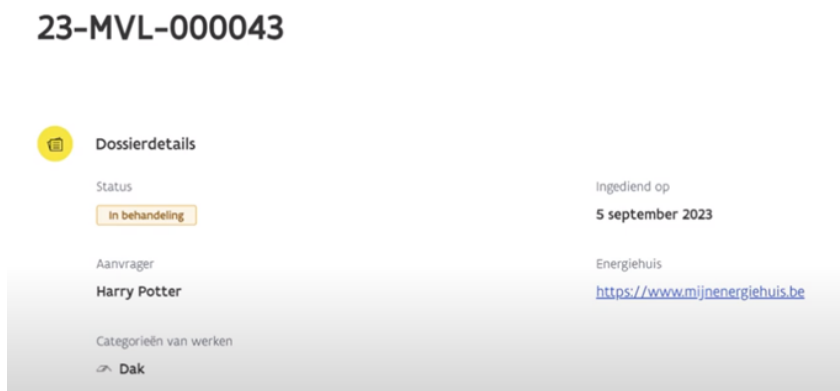 23-MVL-000043
Dossierdetails
Status
In behandeling
Ingediend op
5 september 2023
Aanvrager
Harry Potter
Energiehuis
https://www.mijnenergiehuis.be
Categorieën van werken
Dak